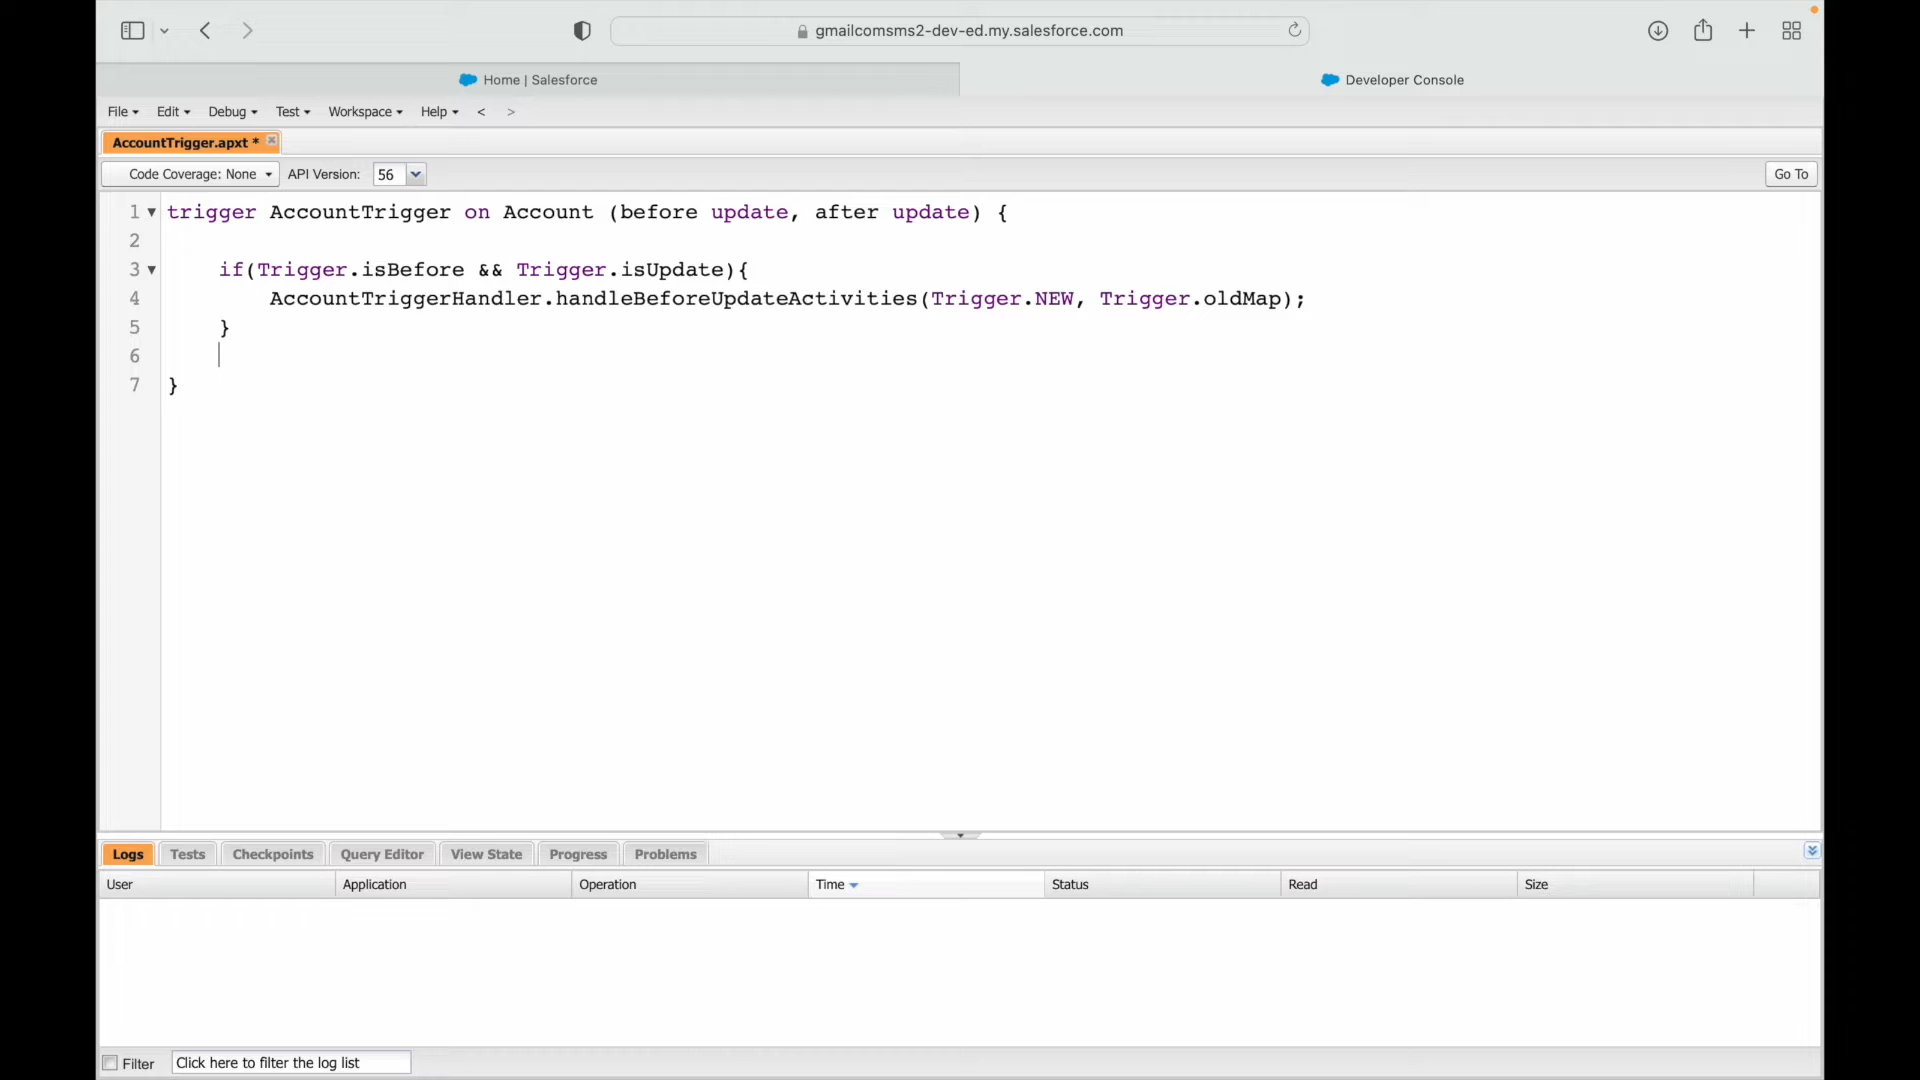 gmailcomsms2-dev-ed.my.salesforce.com
Home | Salesforce
Developer Console
File Edit Debug Test Workspace Help < >
AccountTrigger.apxt *
Code Coverage: None API Version: 56 Go To
1 trigger AccountTrigger on Account (before update, after update) {
2
3 if(Trigger.isBefore && Trigger.isUpdate){
4 AccountTriggerHandler.handleBeforeUpdateActivities(Trigger.NEW, Trigger.oldMap);
5 }
6
7 }
Logs Tests Checkpoints Query Editor View State Progress Problems
User Application Operation Time Status Read Size
Filter Click here to filter the log list